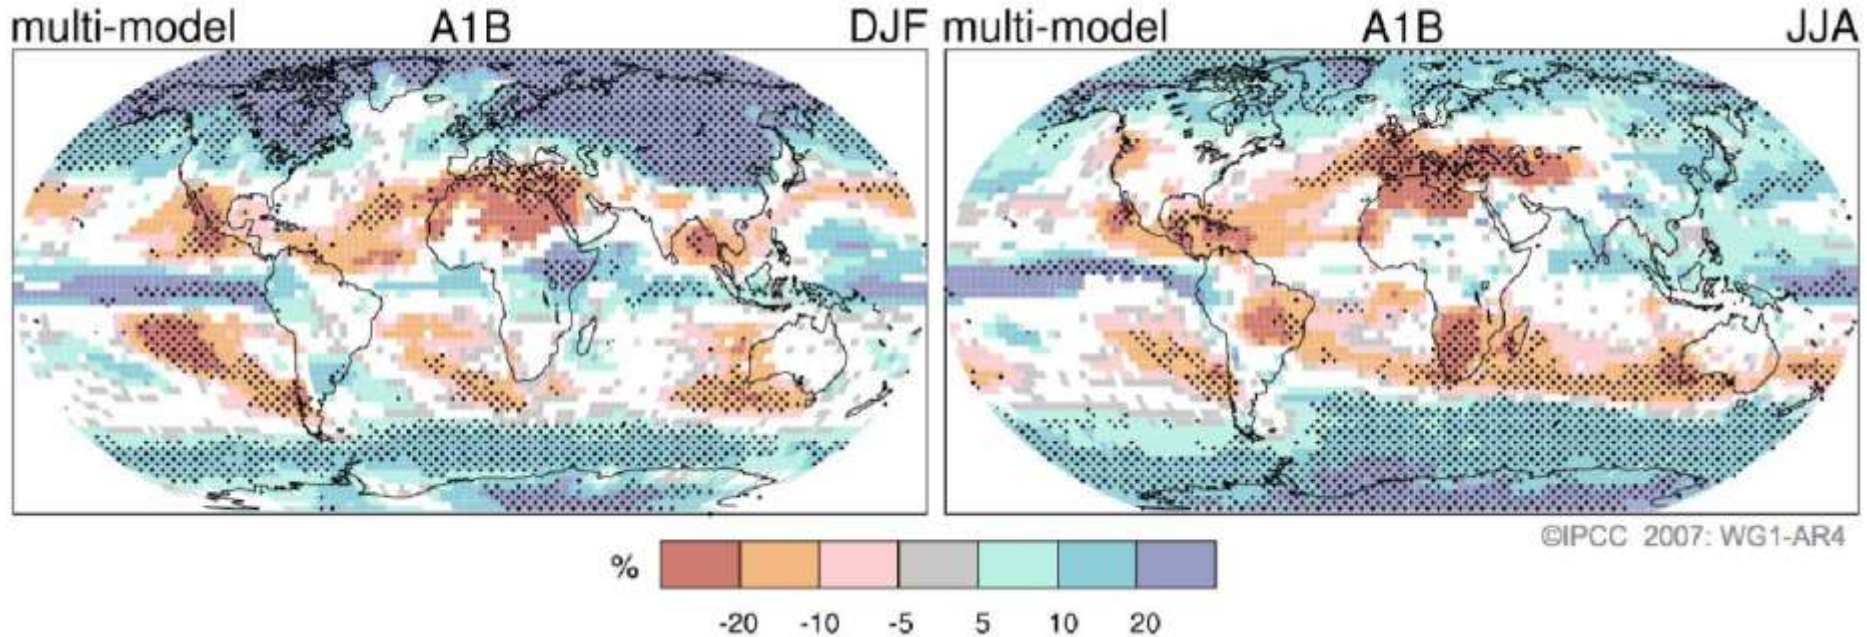 multi-model A1B DJF multi-model A1B JJA
©IPCC 2007: WG1-AR4
%
-20 -10 -5 5 10 20